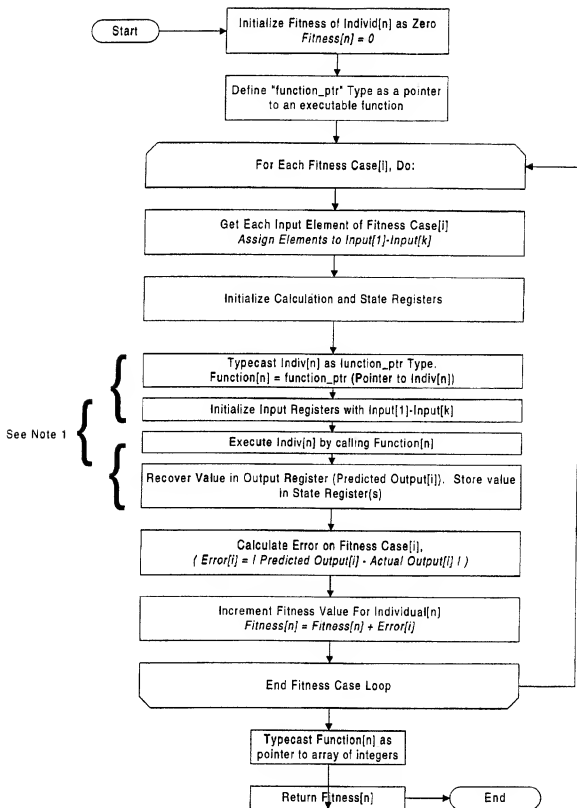 Start
Initialize Fitness of Individ[n] as Zero
Fitness[n] = 0
Define "function_ptr" Type as a pointer
to an executable function
For Each Fitness Case[i], Do:
Get Each Input Element of Fitness Case[i]
Assign Elements to Input[1]-Input[k]
Initialize Calculation and State Registers
Typecast Indiv[n] as function_ptr Type.
Function[n] = function_ptr (Pointer to Indiv[n])
Initialize Input Registers with Input[1]-Input[k]
See Note 1
Execute Indiv[n] by calling Function[n]
Recover Value in Output Register (Predicted Output[i]). Store value
in State Register(s)
Calculate Error on Fitness Case[i],
( Error[i] = | Predicted Output[i] - Actual Output[i] | )
Increment Fitness Value For Individual[n]
Fitness[n] = Fitness[n] + Error[i]
End Fitness Case Loop
Typecast Function[n] as
pointer to array of integers
Return Fitness[n]
End